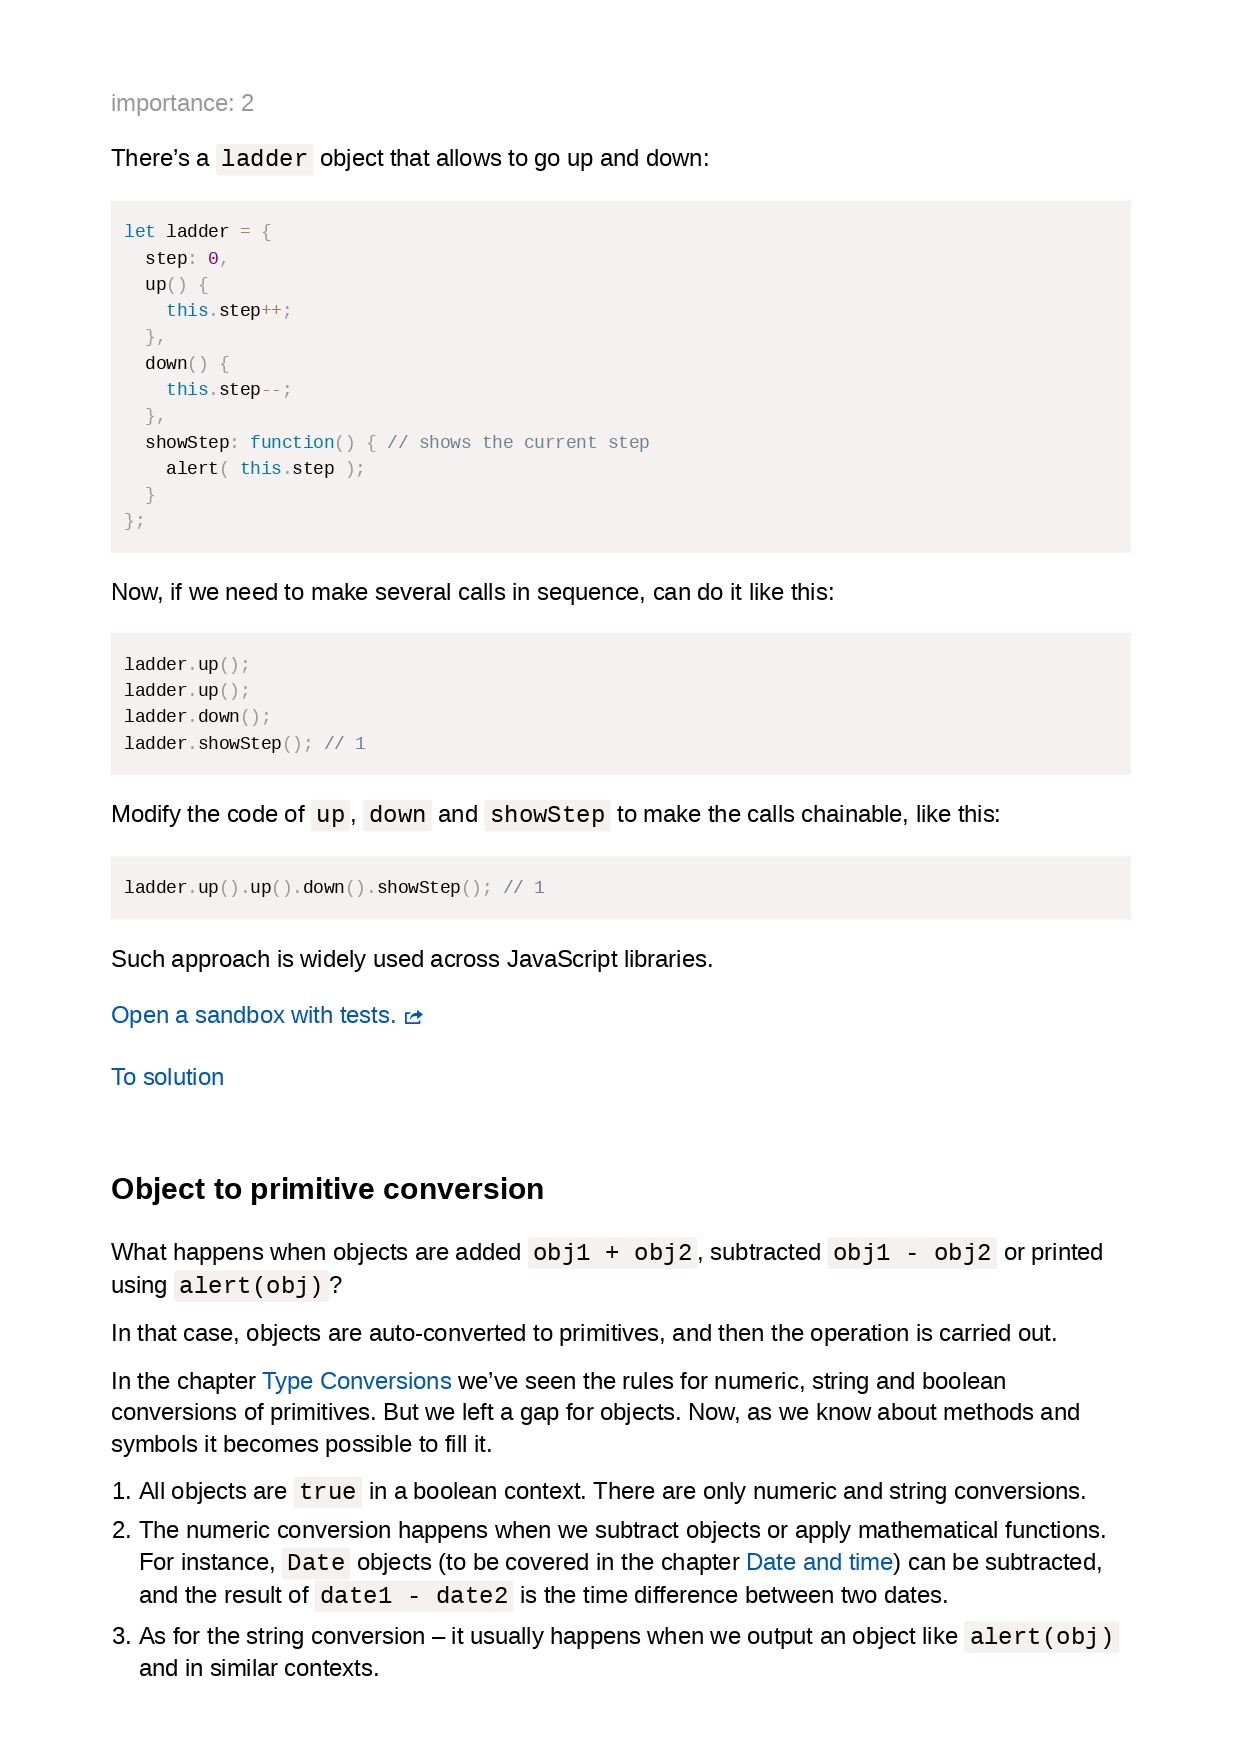 importance: 2
There’s a ladder object that allows to go up and down:
let ladder = {
  step: 0,
  up() {
    this.step++;
  },
  down() {
    this.step--;
  },
  showStep: function() { // shows the current step
    alert( this.step );
  }
};
Now, if we need to make several calls in sequence, can do it like this:
ladder.up();
ladder.up();
ladder.down();
ladder.showStep(); // 1
Modify the code of up, down and showStep to make the calls chainable, like this:
ladder.up().up().down().showStep(); // 1
Such approach is widely used across JavaScript libraries.
Open a sandbox with tests.
To solution
Object to primitive conversion
What happens when objects are added obj1 + obj2, subtracted obj1 - obj2 or printed
using alert(obj)?
In that case, objects are auto-converted to primitives, and then the operation is carried out.
In the chapter Type Conversions we’ve seen the rules for numeric, string and boolean
conversions of primitives. But we left a gap for objects. Now, as we know about methods and
symbols it becomes possible to fill it.
1. All objects are true in a boolean context. There are only numeric and string conversions.
2. The numeric conversion happens when we subtract objects or apply mathematical functions.
For instance, Date objects (to be covered in the chapter Date and time) can be subtracted,
and the result of date1 - date2 is the time difference between two dates.
3. As for the string conversion – it usually happens when we output an object like alert(obj)
and in similar contexts.